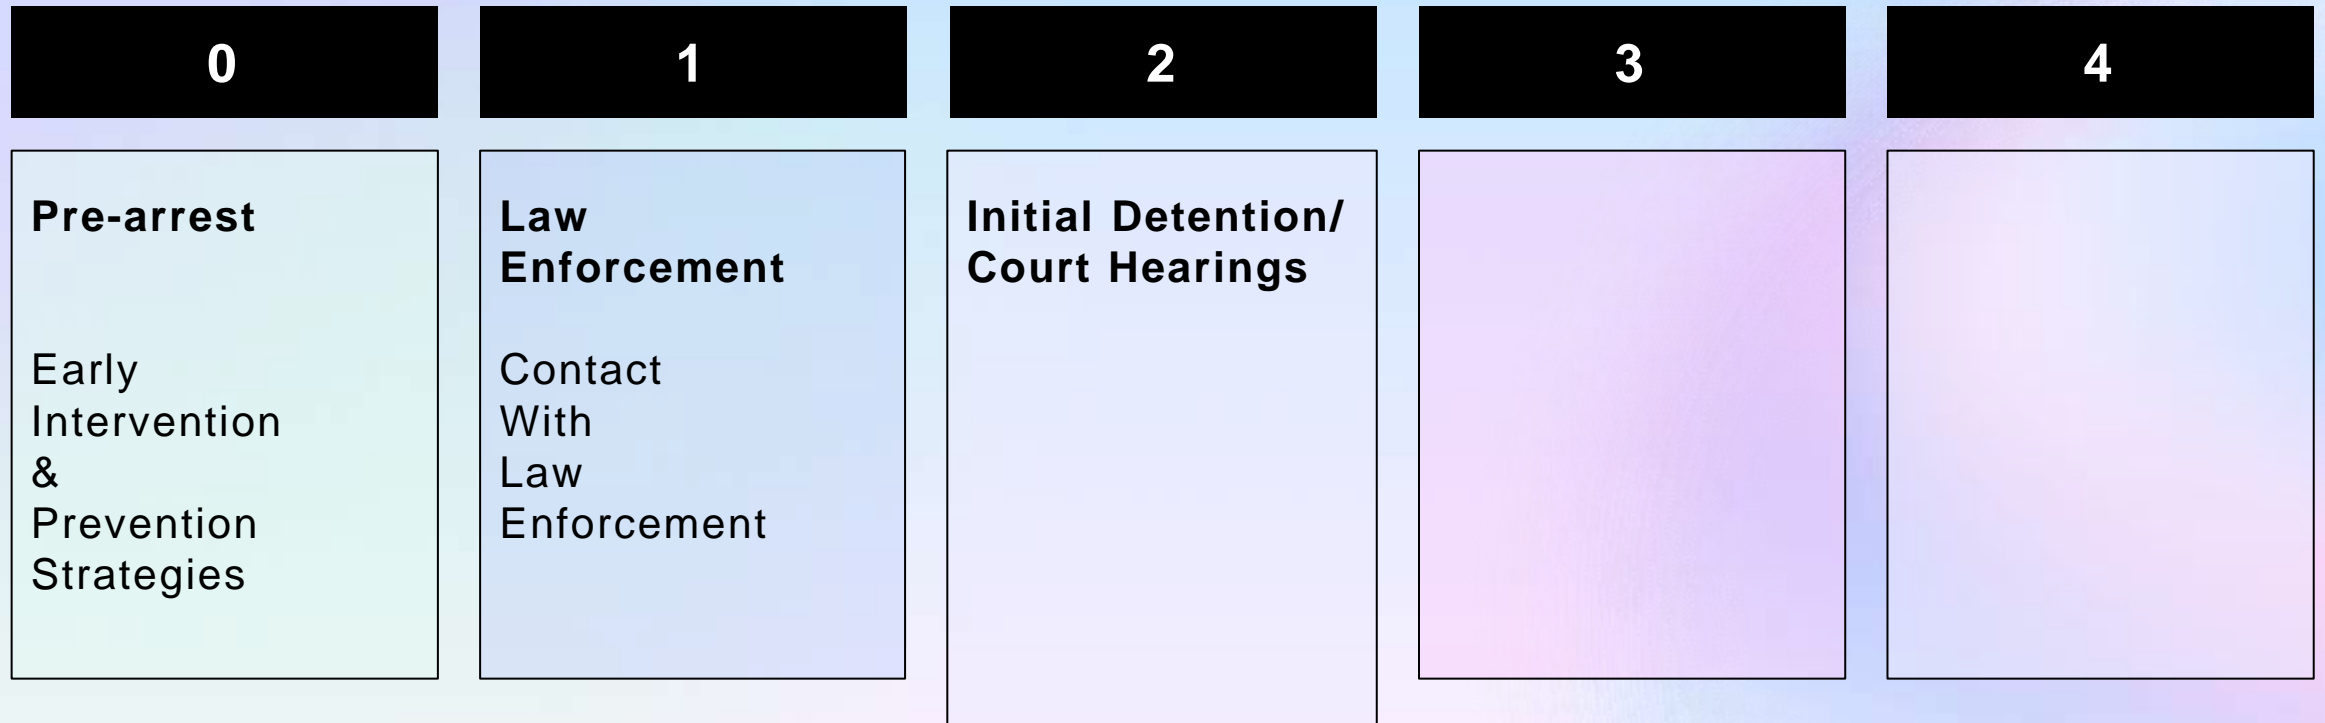 0
1
2
3
4
Pre-arrest
Early
Intervention
&
Prevention
Strategies
Law
Enforcement
Contact
With
Law
Enforcement
Initial Detention/
Court Hearings